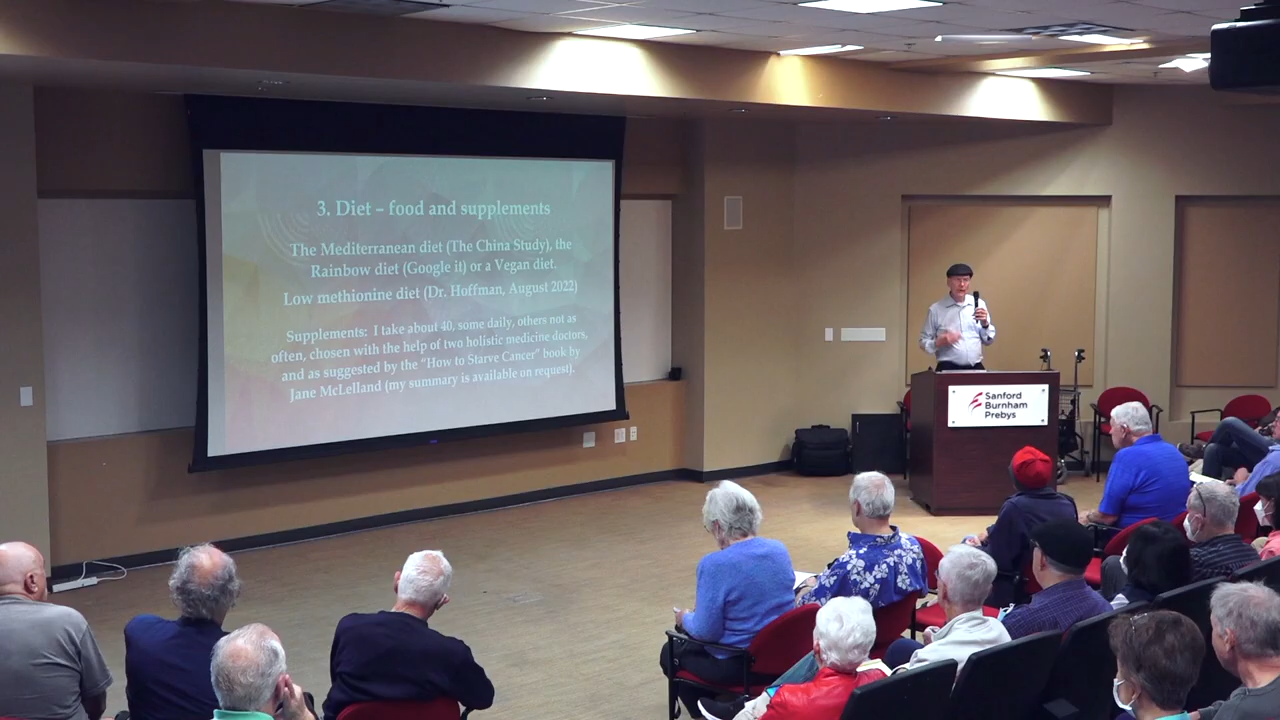 3. Diet – food and supplements
The Mediterranean diet (The China Study), the
Rainbow diet (Google it) or a Vegan diet.
Low methionine diet (Dr. Hoffman, August 2022)
Supplements: I take about 40, some daily, others not as
often, chosen with the help of two holistic medicine doctors,
and as suggested by the “How to Starve Cancer” book by
Jane McLelland (my summary is available on request).
Sanford
Burnham
Prebys